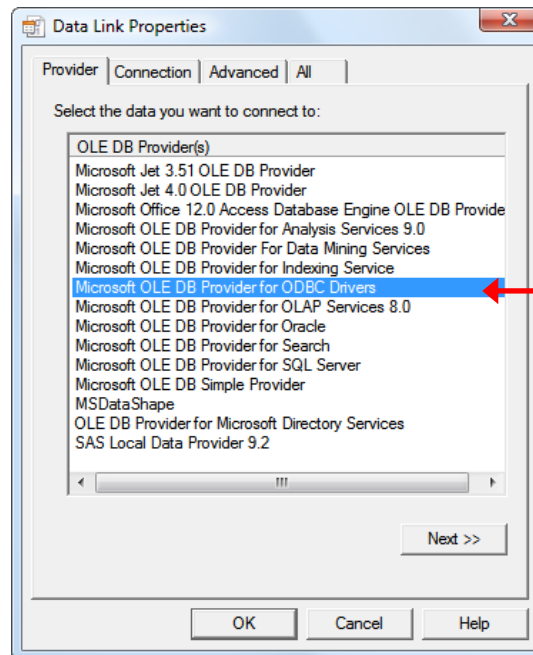 Data Link Properties
Provider Connection Advanced All
Select the data you want to connect to:
OLE DB Provider(s)
Microsoft Jet 3.51 OLE DB Provider
Microsoft Jet 4.0 OLE DB Provider
Microsoft Office 12.0 Access Database Engine OLE DB Provide
Microsoft OLE DB Provider for Analysis Services 9.0
Microsoft OLE DB Provider For Data Mining Services
Microsoft OLE DB Provider for Indexing Service
Microsoft OLE DB Provider for ODBC Drivers
Microsoft OLE DB Provider for OLAP Services 8.0
Microsoft OLE DB Provider for Oracle
Microsoft OLE DB Provider for Search
Microsoft OLE DB Provider for SQL Server
Microsoft OLE DB Simple Provider
MSDataShape
OLE DB Provider for Microsoft Directory Services
SAS Local Data Provider 9.2
Next >>
OK Cancel Help